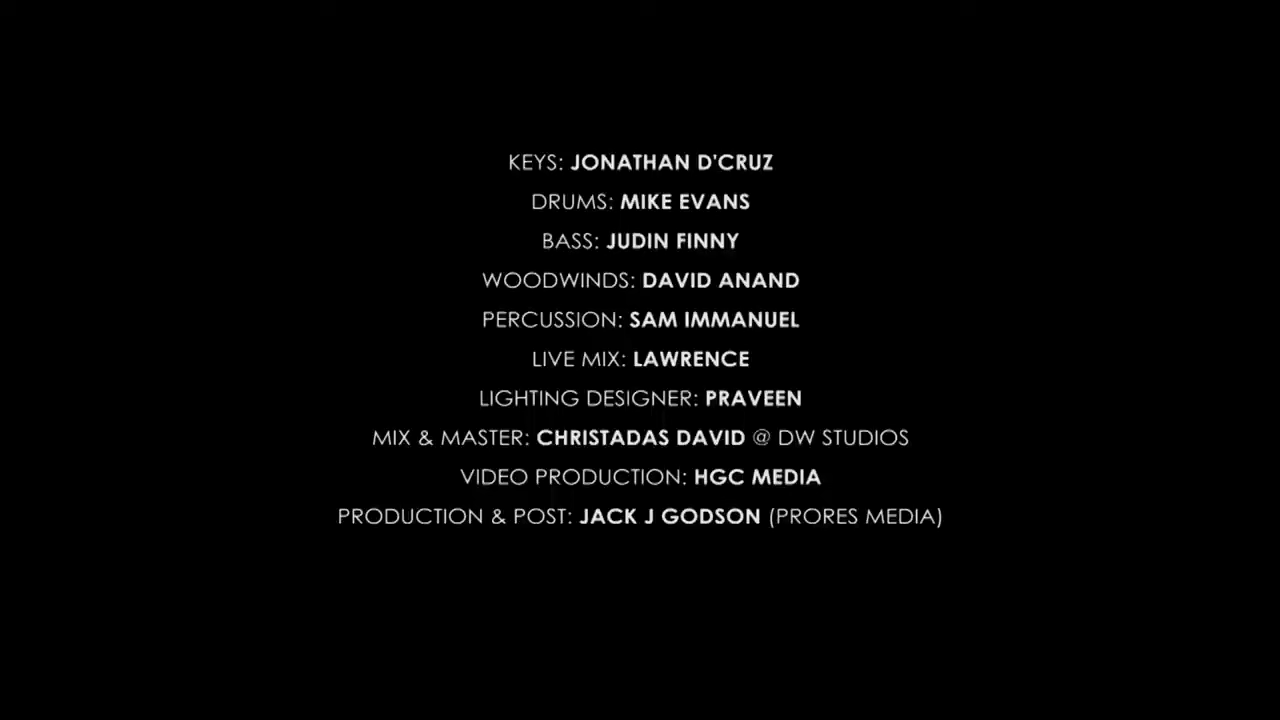 KEYS: JONATHAN D'CRUZ
DRUMS: MIKE EVANS
BASS: JUDIN FINNY
WOODWINDS: DAVID ANAND
PERCUSSION: SAM IMMANUEL
LIVE MIX: LAWRENCE
LIGHTING DESIGNER: PRAVEEN
MIX & MASTER: CHRISTADAS DAVID @ DW STUDIOS
VIDEO PRODUCTION: HGC MEDIA
PRODUCTION & POST: JACK J GODSON (PRORES MEDIA)